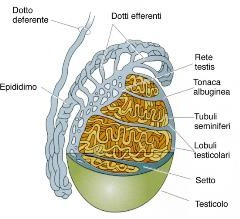 Dotto
deferente
Dotti efferenti
Rete
testis
Epididimo
Tonaca
albuginea
Tubuli
seminiferi
Lobuli
testicolari
Setto
Testicolo